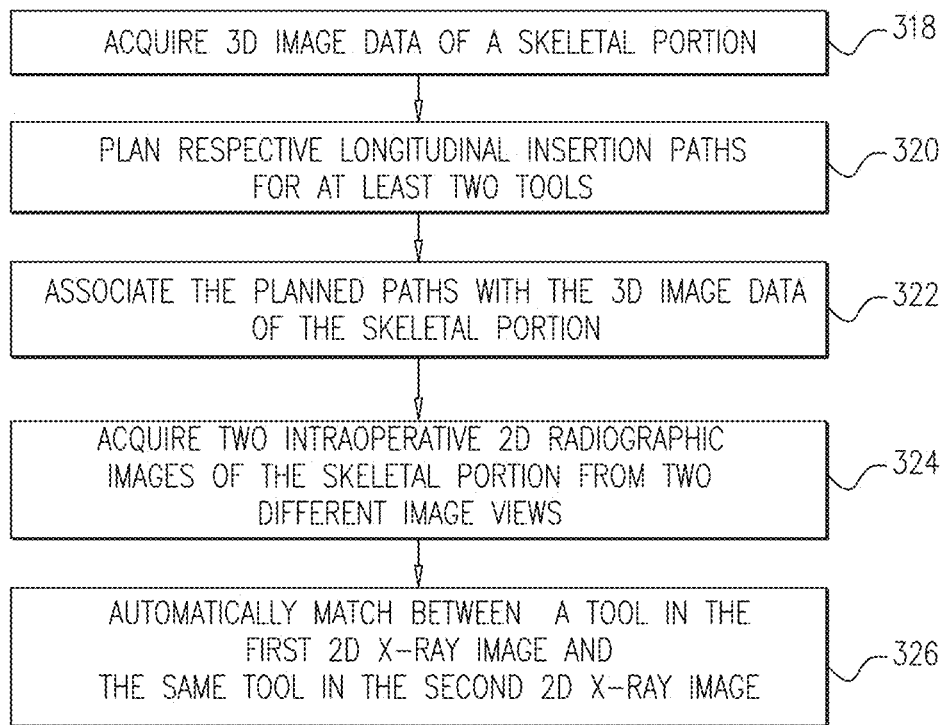 ACQUIRE 3D IMAGE DATA OF A SKELETAL PORTION
318
PLAN RESPECTIVE LONGITUDINAL INSERTION PATHS
FOR AT LEAST TWO TOOLS
320
ASSOCIATE THE PLANNED PATHS WITH THE 3D IMAGE DATA
OF THE SKELETAL PORTION
322
ACQUIRE TWO INTRAOPERATIVE 2D RADIOGRAPHIC
IMAGES OF THE SKELETAL PORTION FROM TWO
DIFFERENT IMAGE VIEWS
324
AUTOMATICALLY MATCH BETWEEN A TOOL IN THE
FIRST 2D X-RAY IMAGE AND
THE SAME TOOL IN THE SECOND 2D X-RAY IMAGE
326